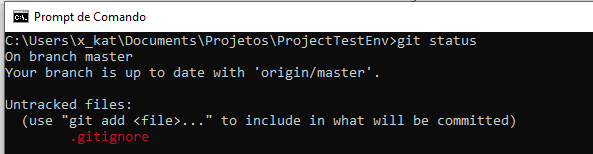 Prompt de Comando
C:\Users\x_kat\Documents\Projetos\ProjectTestEnv>git status
On branch master
Your branch is up to date with 'origin/master'.
Untracked files:
(use "git add <file>..." to include in what will be committed)
.gitignore